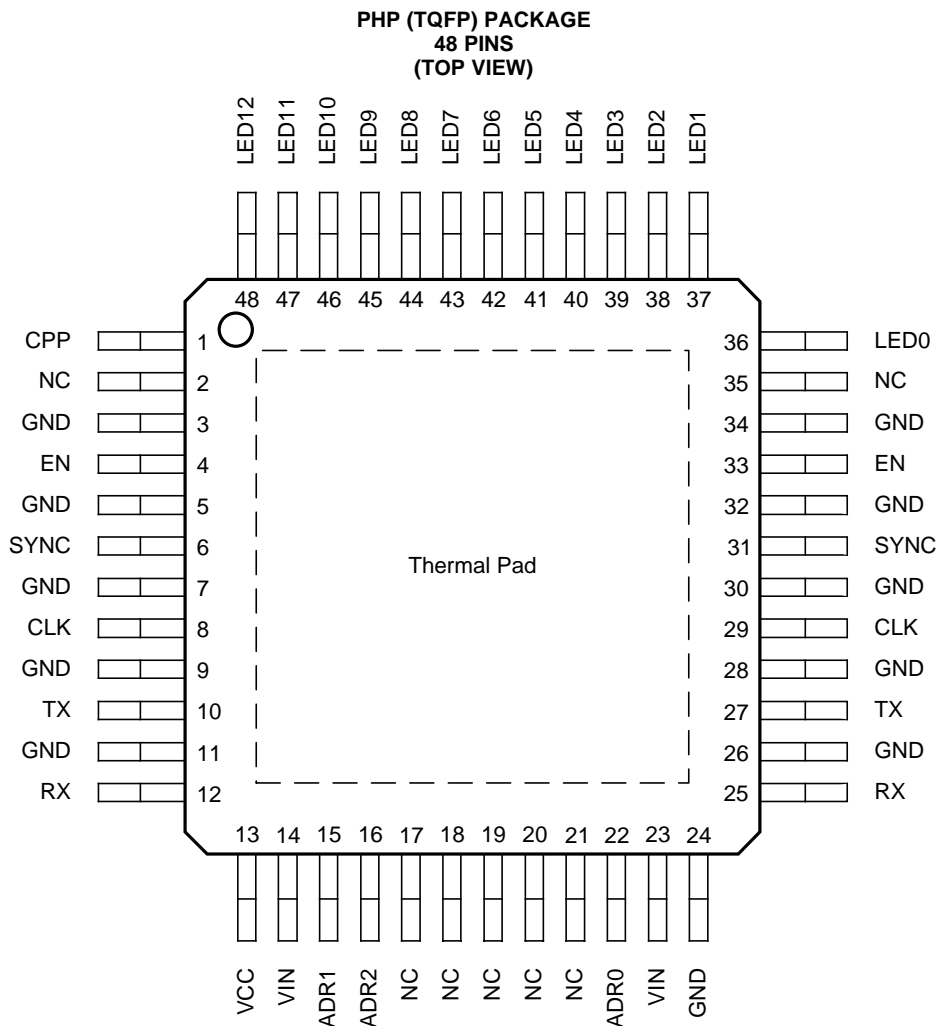 PHP (TQFP) PACKAGE
48 PINS
(TOP VIEW)
LED12
LED11
LED10
LED9
LED8
LED7
LED6
LED5
LED4
LED3
LED2
LED1
48 47 46 45 44 43 42 41 40 39 38 37
CPP 1 36 LED0
NC 2 35 NC
GND 3 34 GND
EN 4 33 EN
GND 5 32 GND
SYNC 6 31 SYNC
Thermal Pad
GND 7 30 GND
CLK 8 29 CLK
GND 9 28 GND
TX 10 27 TX
GND 11 26 GND
RX 12 25 RX
13 14 15 16 17 18 19 20 21 22 23 24
VCC
VIN
ADR1
ADR2
NC
NC
NC
NC
NC
ADR0
VIN
GND